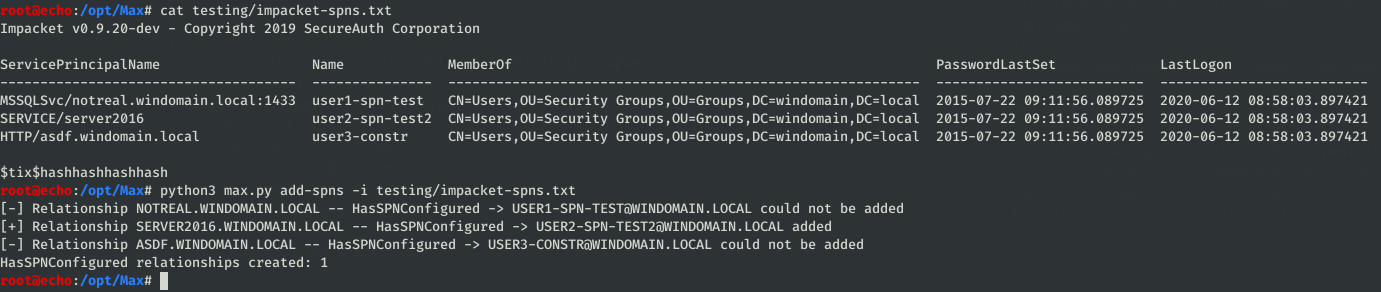 root@echo:/opt/Max# cat testing/impacket-spns.txt
Impacket v0.9.20-dev - Copyright 2019 SecureAuth Corporation

ServicePrincipalName                  Name             MemberOf                                                     PasswordLastSet             LastLogon
------------------------------------  ---------------  -----------------------------------------------------------  --------------------------  --------------------------
MSSQLSvc/notreal.windomain.local:1433  user1-spn-test   CN=Users,OU=Security Groups,OU=Groups,DC=windomain,DC=local  2015-07-22 09:11:56.089725  2020-06-12 08:58:03.897421
SERVICE/server2016                    user2-spn-test2  CN=Users,OU=Security Groups,OU=Groups,DC=windomain,DC=local  2015-07-22 09:11:56.089725  2020-06-12 08:58:03.897421
HTTP/asdf.windomain.local             user3-constr     CN=Users,OU=Security Groups,OU=Groups,DC=windomain,DC=local  2015-07-22 09:11:56.089725  2020-06-12 08:58:03.897421

$tix$hashhashhashhash
root@echo:/opt/Max# python3 max.py add-spns -i testing/impacket-spns.txt
[-] Relationship NOTREAL.WINDOMAIN.LOCAL -- HasSPNConfigured -> USER1-SPN-TEST@WINDOMAIN.LOCAL could not be added
[+] Relationship SERVER2016.WINDOMAIN.LOCAL -- HasSPNConfigured -> USER2-SPN-TEST2@WINDOMAIN.LOCAL added
[-] Relationship ASDF.WINDOMAIN.LOCAL -- HasSPNConfigured -> USER3-CONSTR@WINDOMAIN.LOCAL could not be added
HasSPNConfigured relationships created: 1
root@echo:/opt/Max#